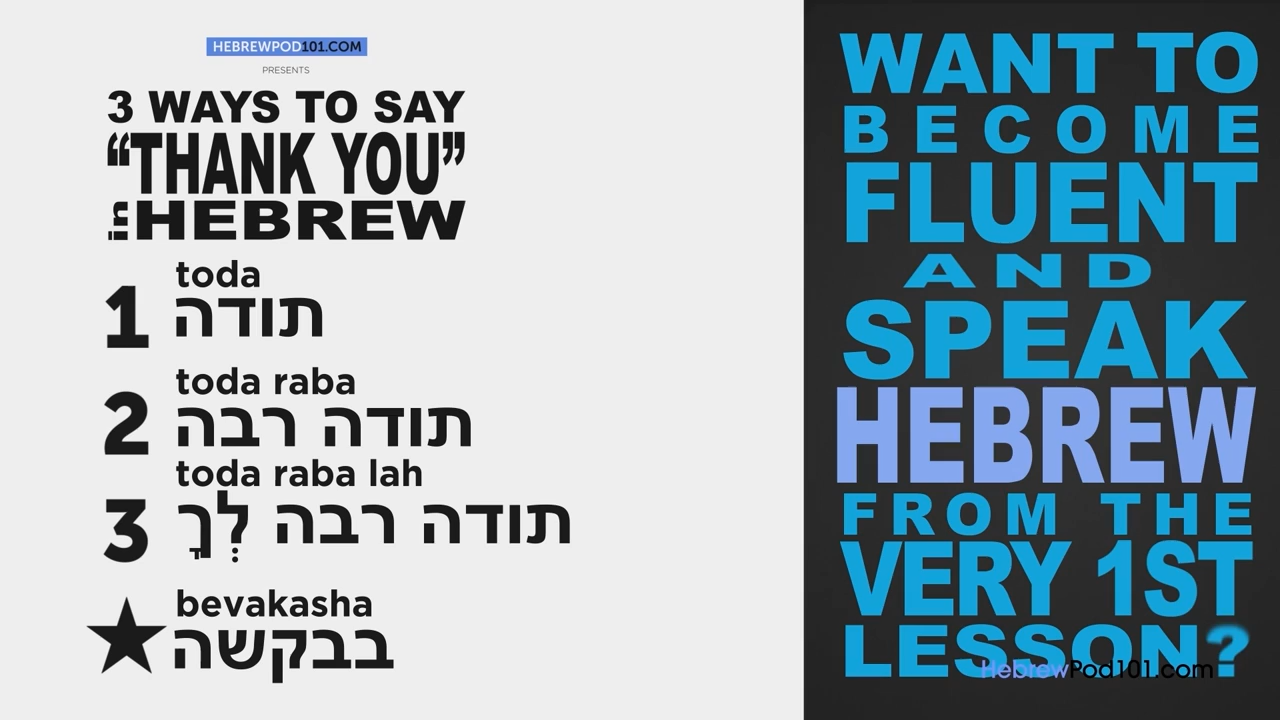 HEBREWPOD101.COM
PRESENTS
3 WAYS TO SAY
“THANK YOU”
in HEBREW
toda
1 תודה
toda raba
2 תודה רבה
toda raba lah
3 תודה רבה לְךָ
bevakasha
★ בבקשה
WANT TO
BECOME
FLUENT
AND
SPEAK
HEBREW
FROM THE
VERY 1ST
LESSON?
HebrewPod101.com